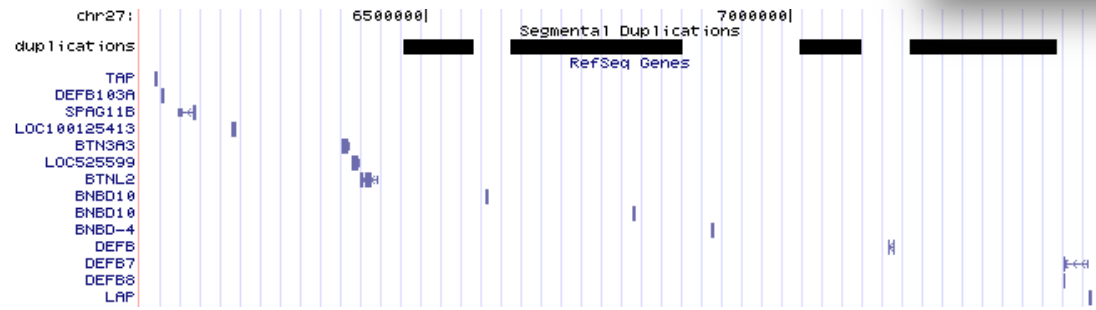 chr27: 6500000| 7000000|
Segmental Duplications
duplications
RefSeq Genes
TAP
DEFB103A
SPAG11B
LOC100125413
BTN3A3
LOC525599
BTNL2
BNBD10
BNBD10
BNBD-4
DEFB
DEFB7
DEFB8
LAP